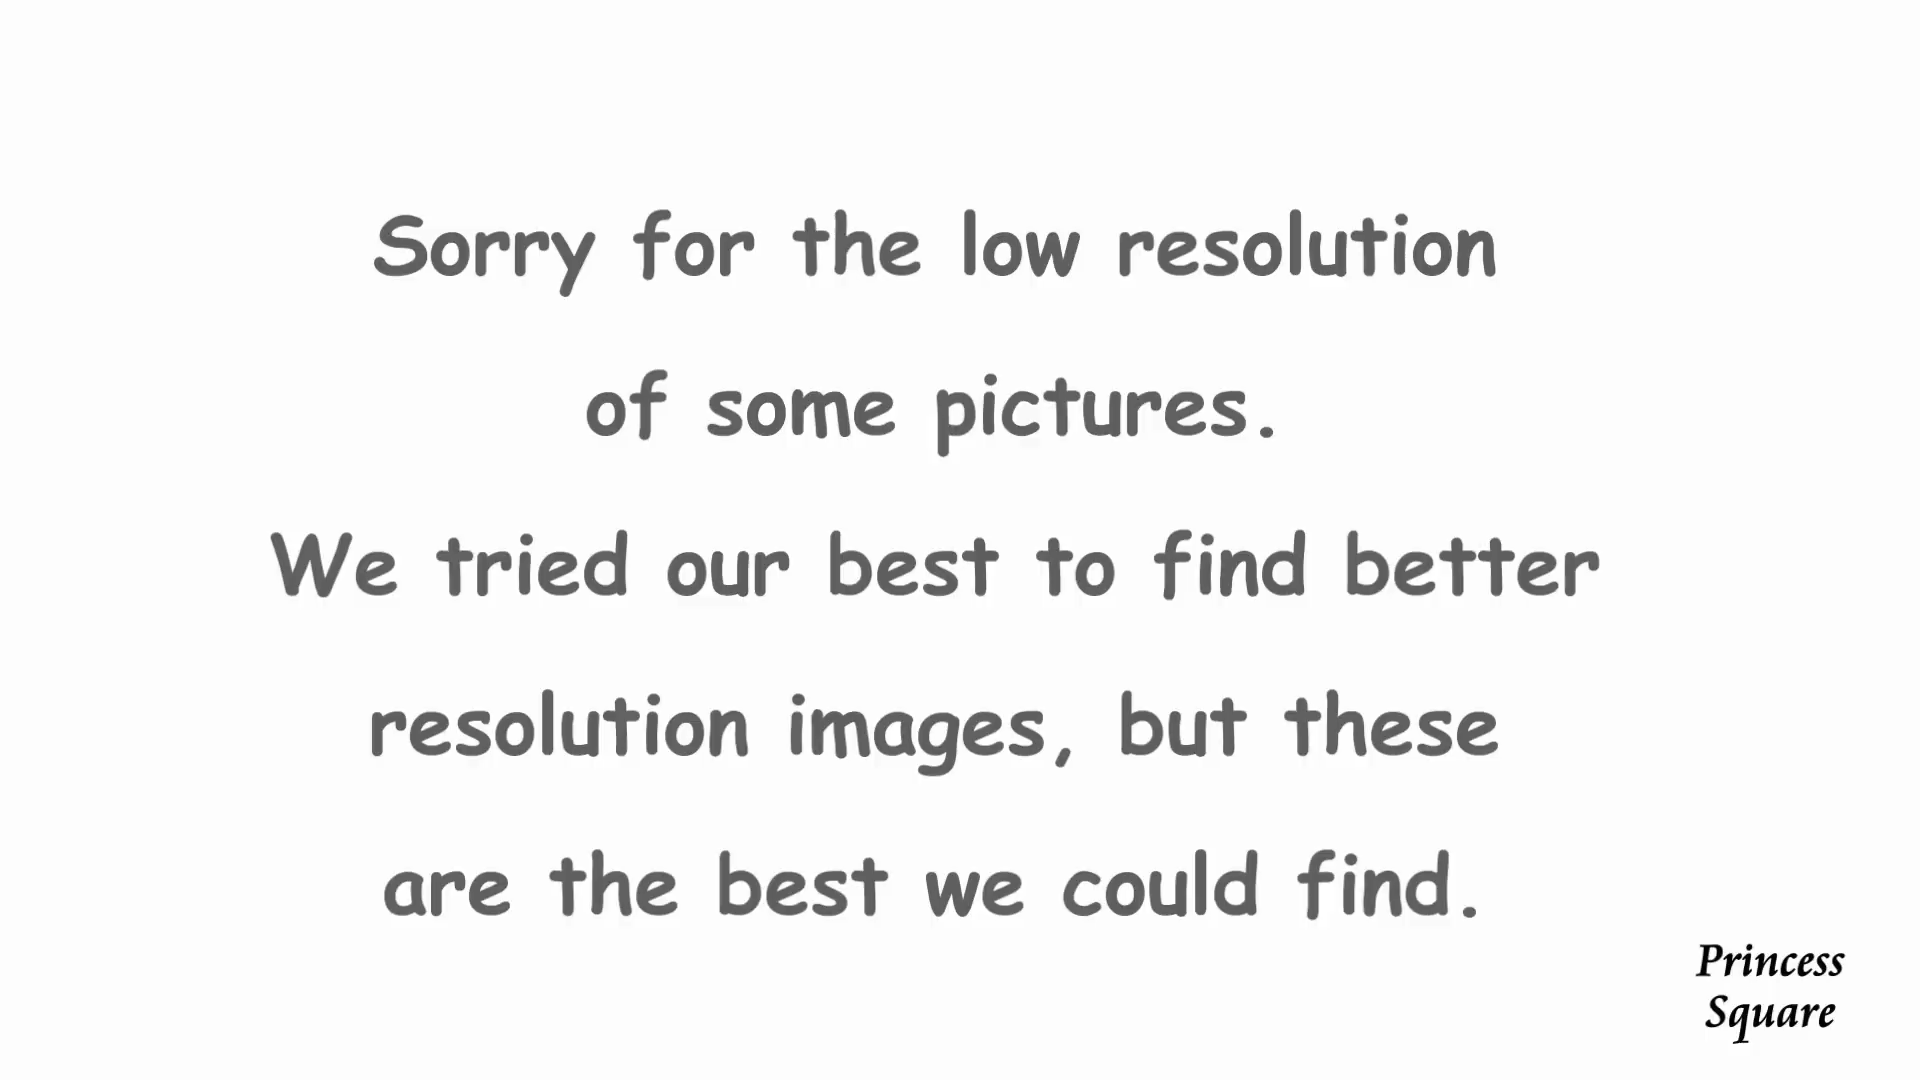 Sorry for the low resolution
of some pictures.
We tried our best to find better
resolution images, but these
are the best we could find.
Princess
Square